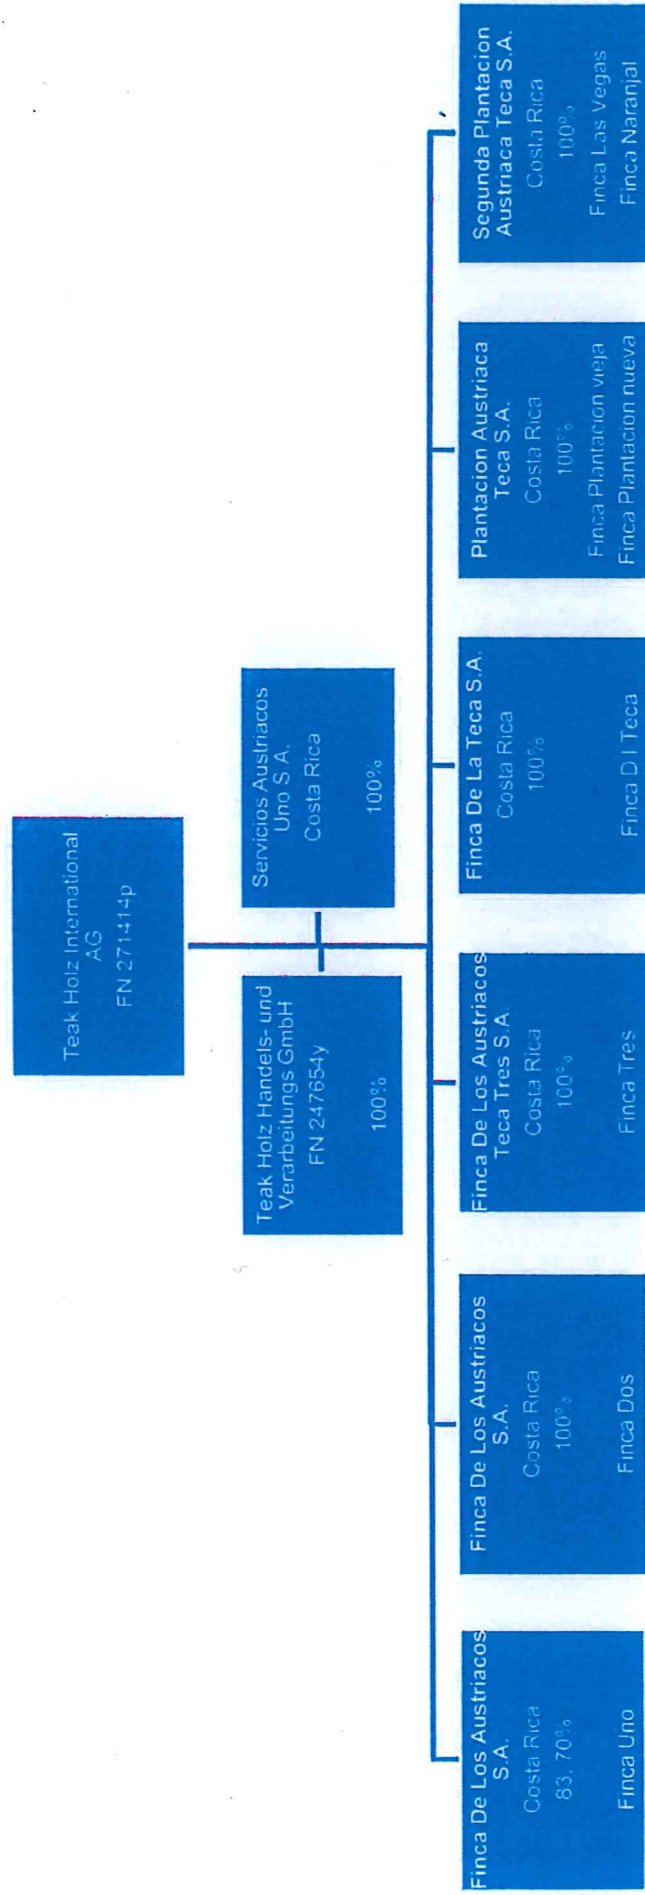 Teak Holz International
AG
FN 271414p
Teak Holz Handels- und
Verarbeitungs GmbH
FN 247654y
100%
Servicios Austriacos
Uno S.A.
Costa Rica
100%
Finca De Los Austriacos
S.A.
Costa Rica
83,70%
Finca Uno
Finca De Los Austriacos
S.A.
Costa Rica
100%
Finca Dos
Finca De Los Austriacos
Teca Tres S.A.
Costa Rica
100%
Finca Tres
Finca De La Teca S.A.
Costa Rica
100%
Finca D l Teca
Plantacion Austriaca
Teca S.A.
Costa Rica
100%
Finca Plantacion vieja
Finca Plantacion nueva
Segunda Plantacion
Austriaca Teca S.A.
Costa Rica
100%
Finca Las Vegas
Finca Naranjal